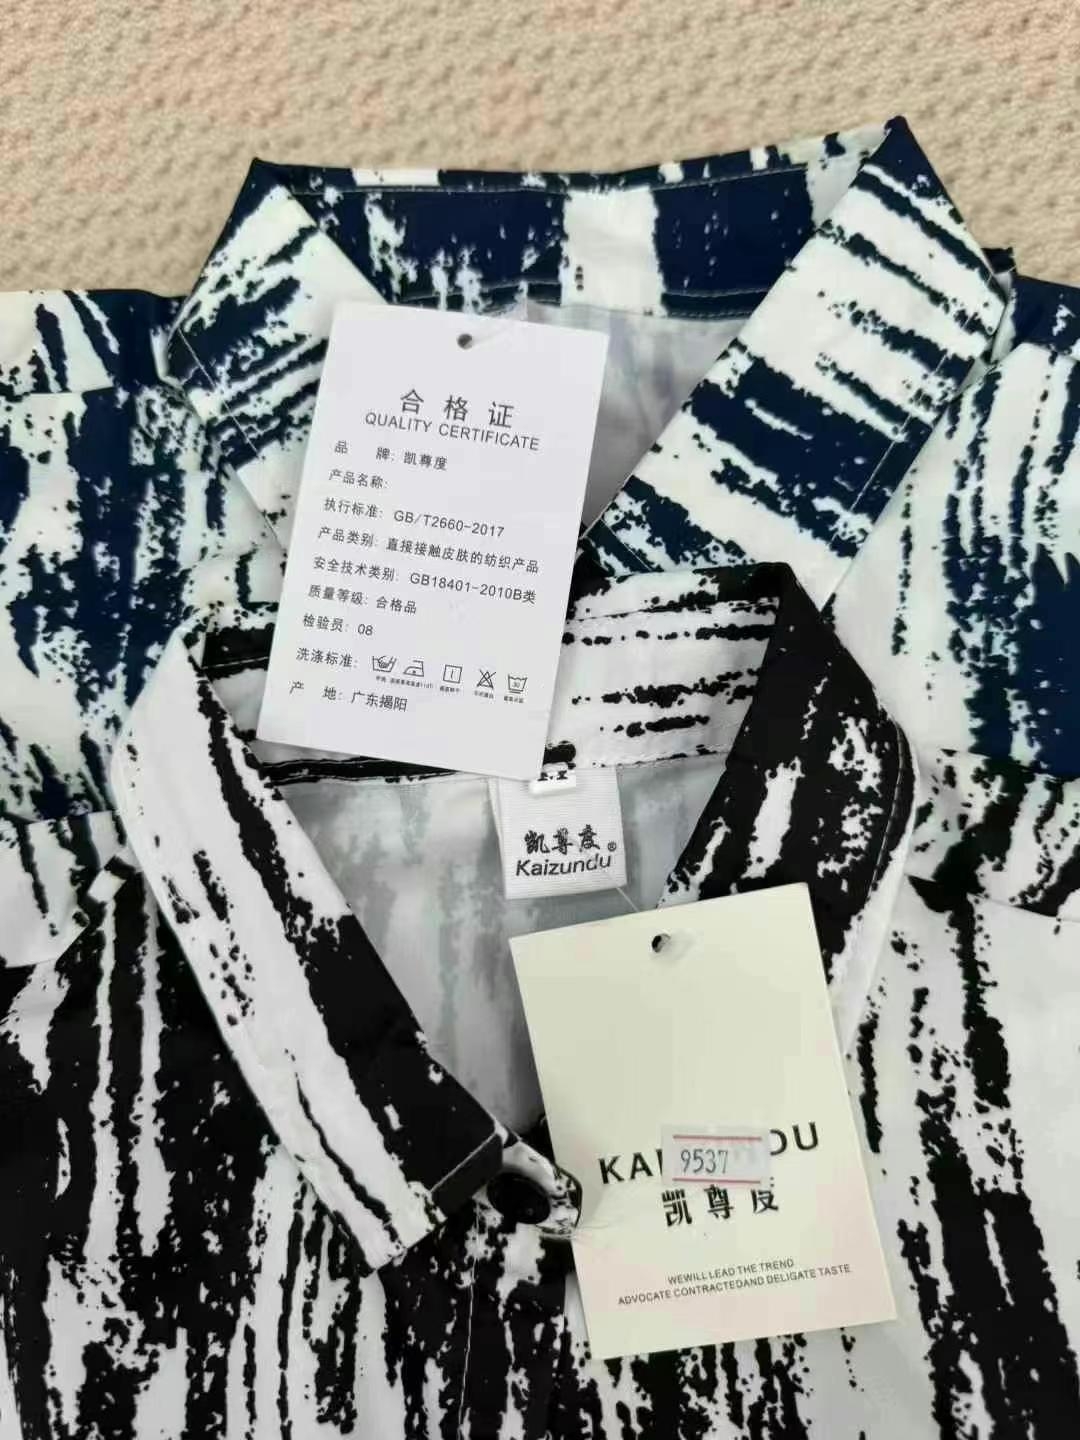 合格证
QUALITY CERTIFICATE
品 牌: 凯尊度
产品名称:
执行标准: GB/T2660-2017
产品类别: 直接接触皮肤的纺织产品
安全技术类别: GB18401-2010B类
质量等级: 合格品
检验员: 08
洗涤标准:
产 地: 广东揭阳
凯尊度®
Kaizundu
9537
凯尊度
WEWILL LEAD THE TREND
ADVOCATE CONTRACTEDAND DELIGATE TASTE